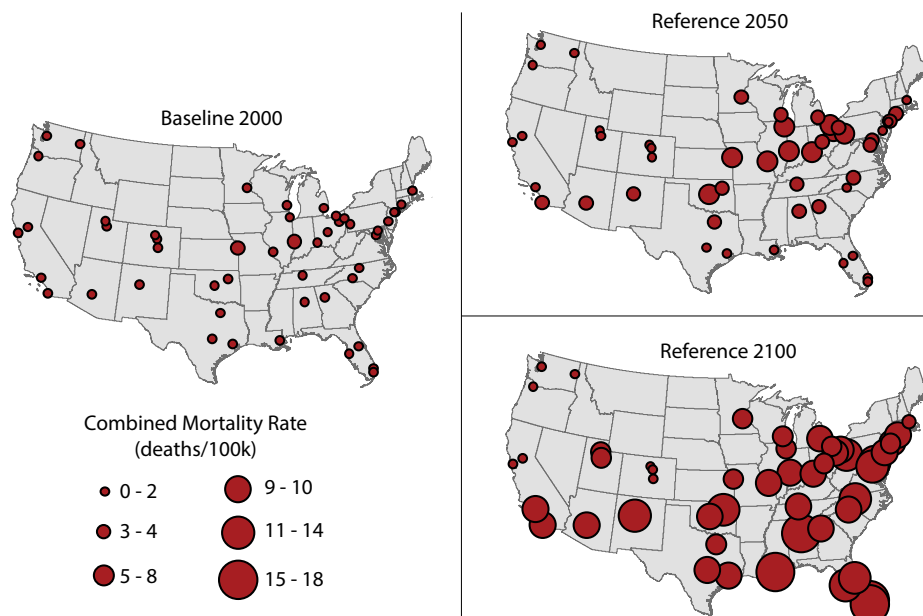 Baseline 2000
Reference 2050
Reference 2100
Combined Mortality Rate
(deaths/100k)
0 - 2
3 - 4
5 - 8
9 - 10
11 - 14
15 - 18